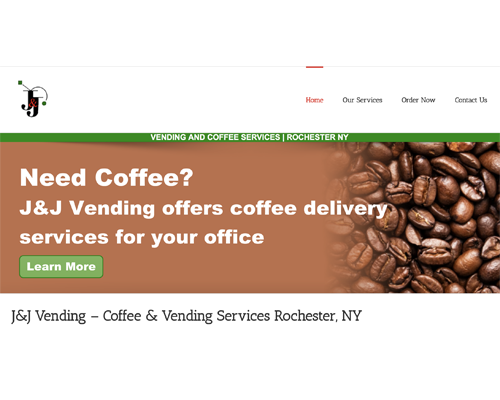 J&J
Home
Our Services
Order Now
Contact Us
VENDING AND COFFEE SERVICES | ROCHESTER NY
Need Coffee?
J&J Vending offers coffee delivery
services for your office
Learn More
J&J Vending – Coffee & Vending Services Rochester, NY